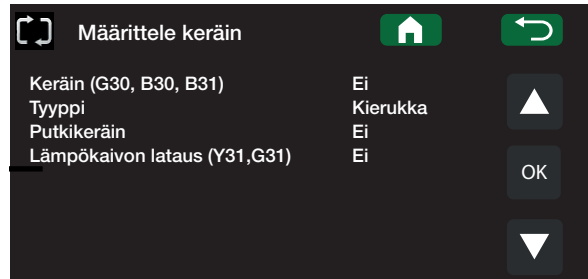 Määrittele keräin
Keräin (G30, B30, B31) Ei
Tyyppi Kierukka
Putkikeräin Ei
Lämpökaivon lataus (Y31,G31) Ei
OK